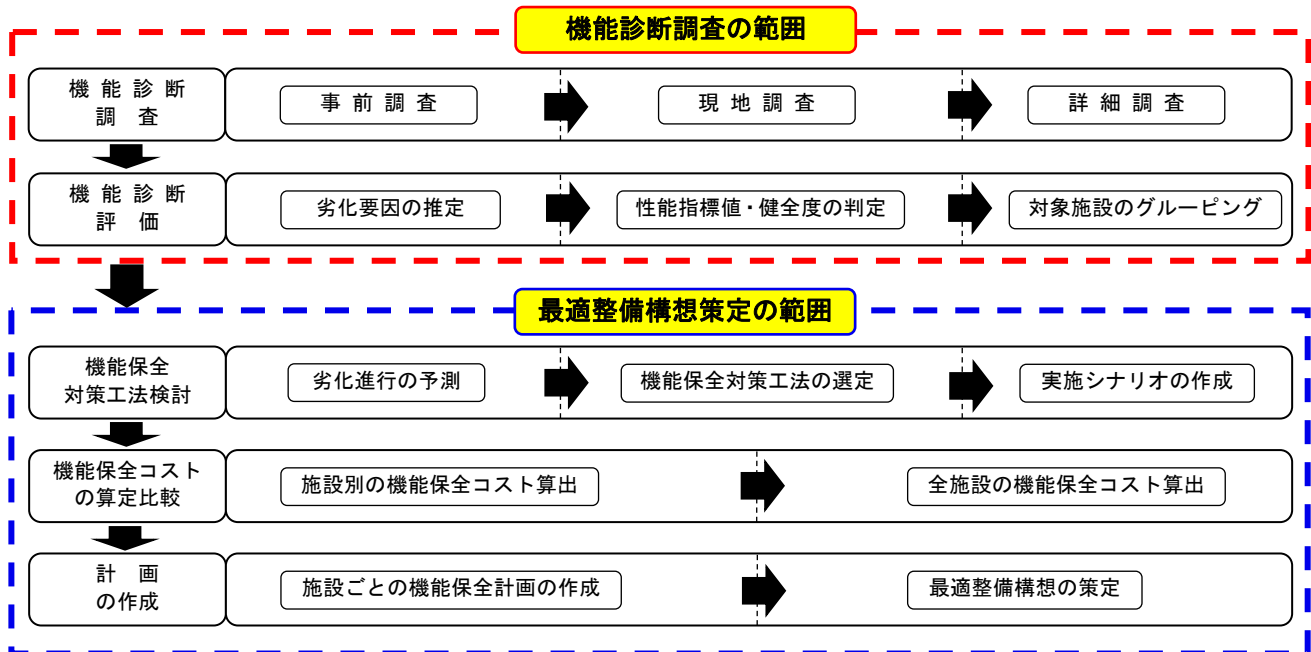 機能診断調査の範囲
機能診断
調査
事前調査
現地調査
詳細調査
機能診断
評価
劣化要因の推定
性能指標値・健全度の判定
対象施設のグルーピング
最適整備構想策定の範囲
機能保全
対策工法検討
劣化進行の予測
機能保全対策工法の選定
実施シナリオの作成
機能保全コスト
の算定比較
施設別の機能保全コスト算出
全施設の機能保全コスト算出
計画
の作成
施設ごとの機能保全計画の作成
最適整備構想の策定